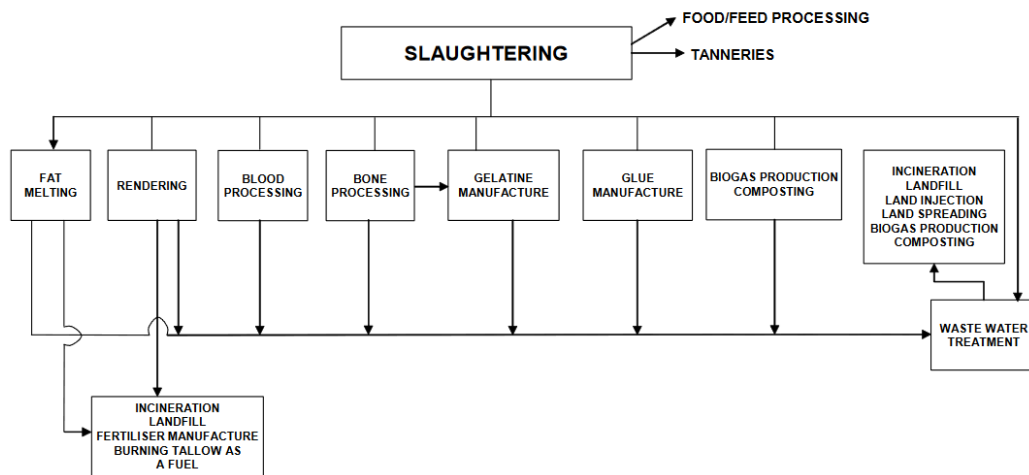 FOOD/FEED PROCESSING
SLAUGHTERING
TANNERIES
FAT
MELTING
RENDERING
BLOOD
PROCESSING
BONE
PROCESSING
GELATINE
MANUFACTURE
GLUE
MANUFACTURE
BIOGAS PRODUCTION
COMPOSTING
INCINERATION
LANDFILL
LAND INJECTION
LAND SPREADING
BIOGAS PRODUCTION
COMPOSTING
WASTE WATER
TREATMENT
INCINERATION
LANDFILL
FERTILISER MANUFACTURE
BURNING TALLOW AS
A FUEL